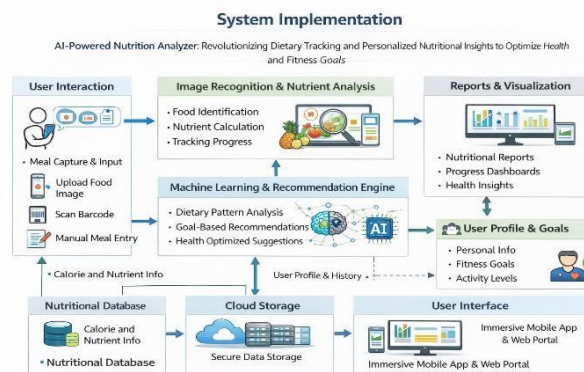 System Implementation
AI-Powered Nutrition Analyzer: Revolutionizing Dietary Tracking and Personalized Nutritional Insights to Optimize Health
and Fitness Goals
User Interaction
• Meal Capture & Input
Upload Food
Image
Scan Barcode
Manual Meal Entry
Image Recognition & Nutrient Analysis
• Food Identification
• Nutrient Calculation
• Tracking Progress
Reports & Visualization
• Nutritional Reports
• Progress Dashboards
• Health Insights
Machine Learning & Recommendation Engine
• Dietary Pattern Analysis
• Goal-Based Recommendations
• Health Optimized Suggestions
AI
User Profile & Goals
• Personal Info
• Fitness Goals
• Activity Levels
• Calorie and Nutrient Info
User Profile & History
Nutritional Database
Calorie and
Nutrient Info
• Nutritional Database
Cloud Storage
Secure Data Storage
User Interface
Immersive Mobile App
& Web Portal
Immersive Mobile App & Web Portal